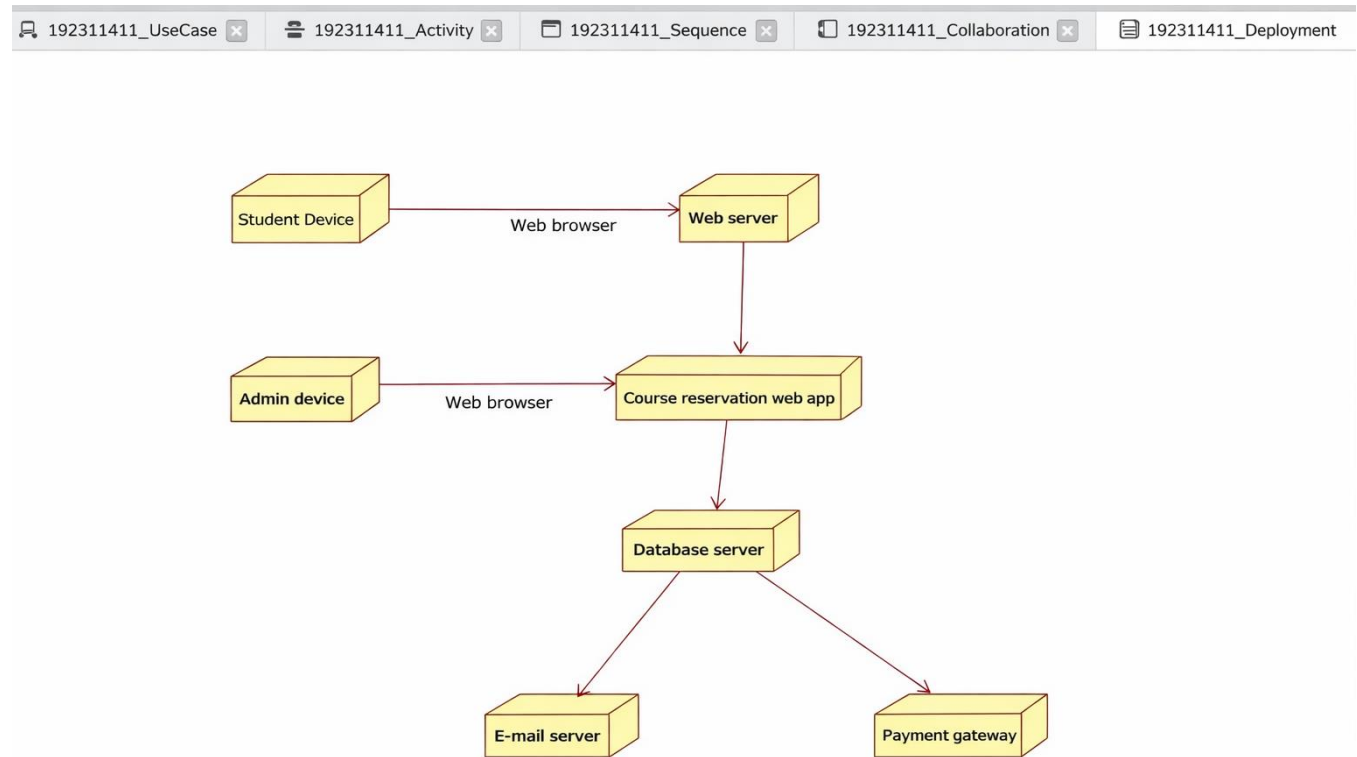 192311411_UseCase
192311411_Activity
192311411_Sequence
192311411_Collaboration
192311411_Deployment
Student Device
Web browser
Web server
Admin device
Web browser
Course reservation web app
Database server
E-mail server
Payment gateway